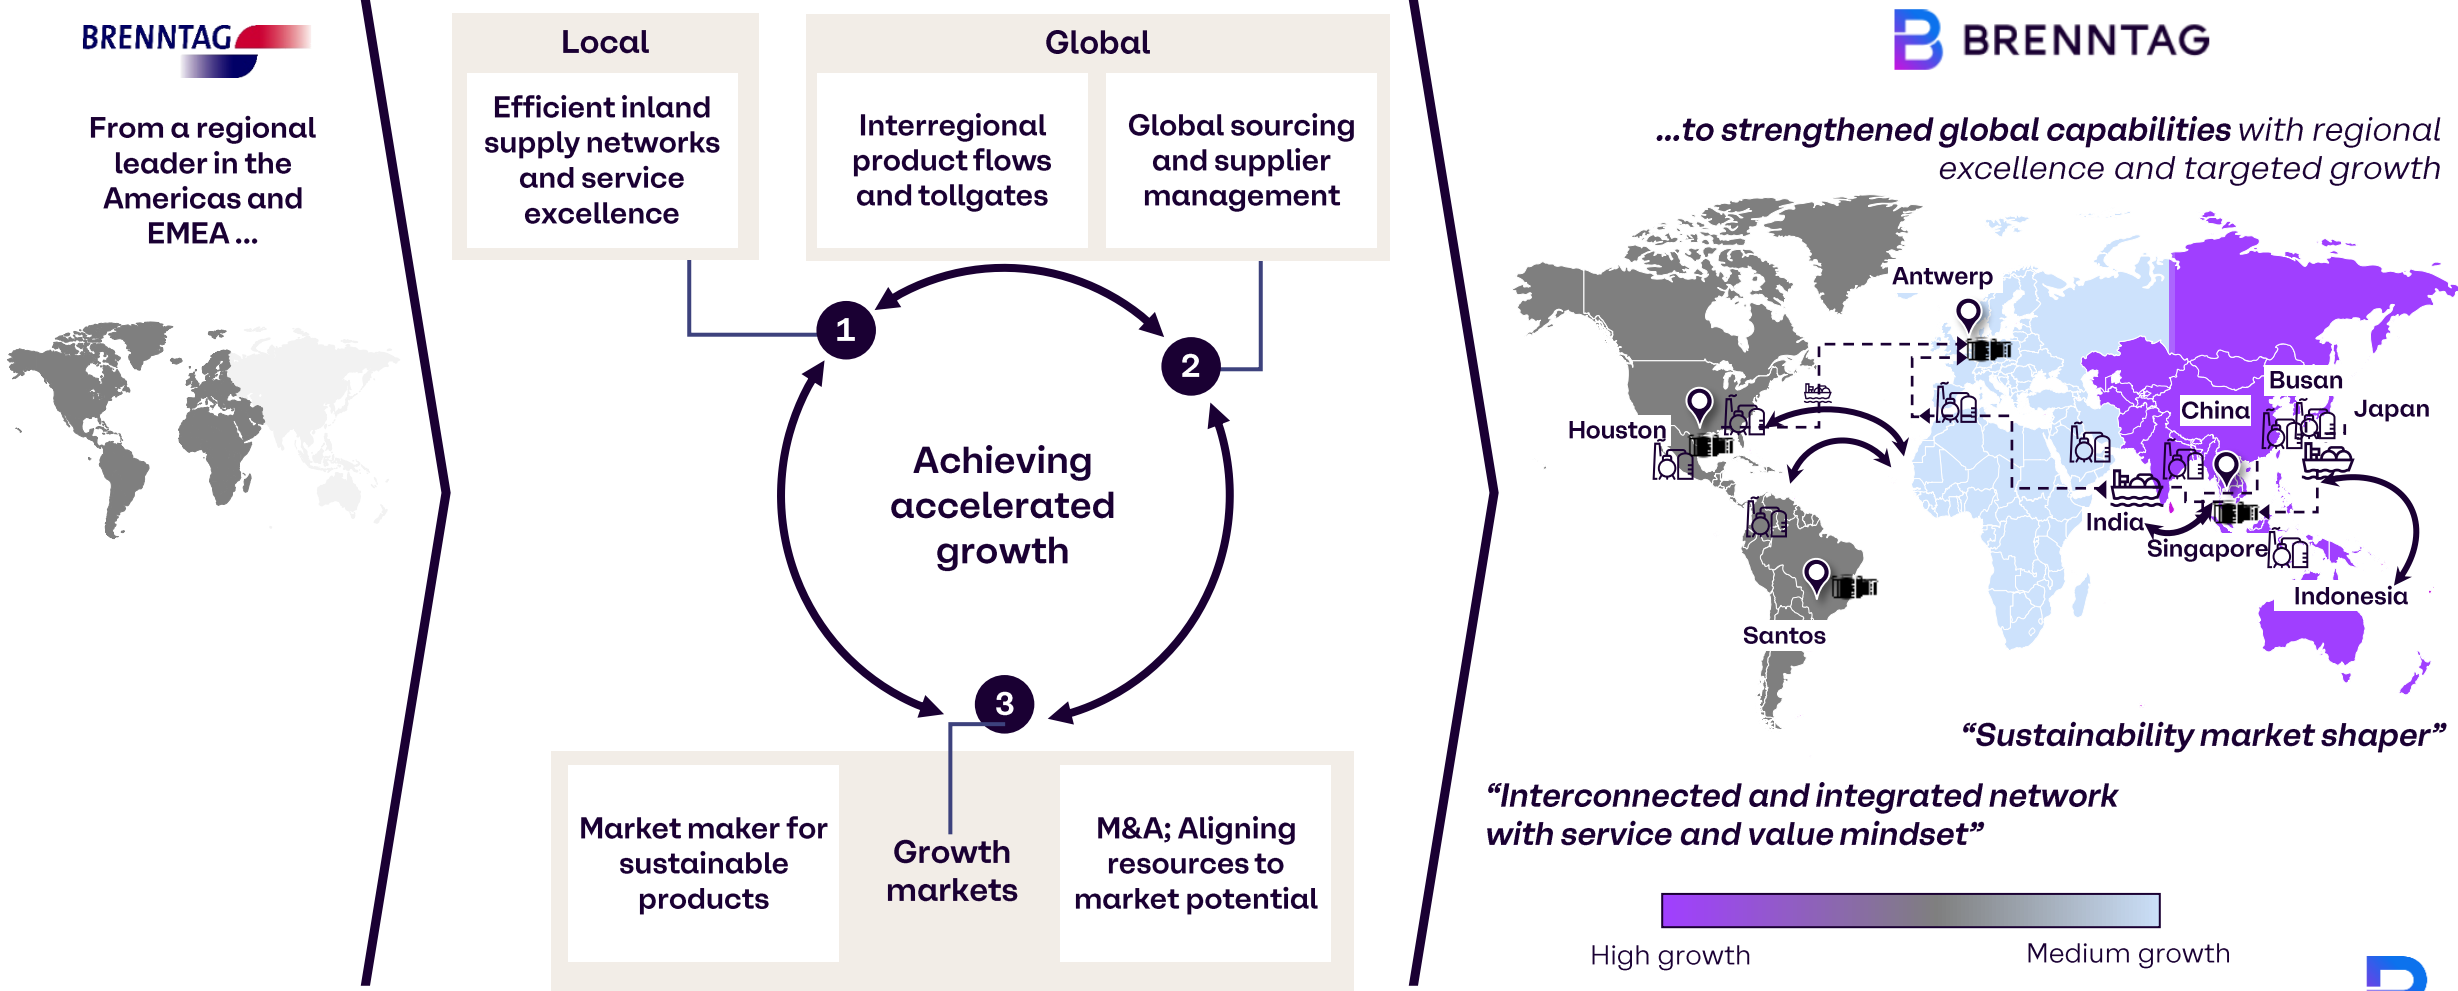 BRENNTAG
From a regional
leader in the
Americas and
EMEA ...
Local
Efficient inland
supply networks
and service
excellence
Global
Interregional
product flows
and tollgates
Global sourcing
and supplier
management
1
2
3
Achieving
accelerated
growth
Market maker for
sustainable
products
Growth
markets
M&A; Aligning
resources to
market potential
BRENNTAG
...to strengthened global capabilities with regional
excellence and targeted growth
Antwerp
Busan
China
Japan
Houston
India
Singapore
Indonesia
Santos
“Sustainability market shaper”
“Interconnected and integrated network
with service and value mindset”
High growth
Medium growth